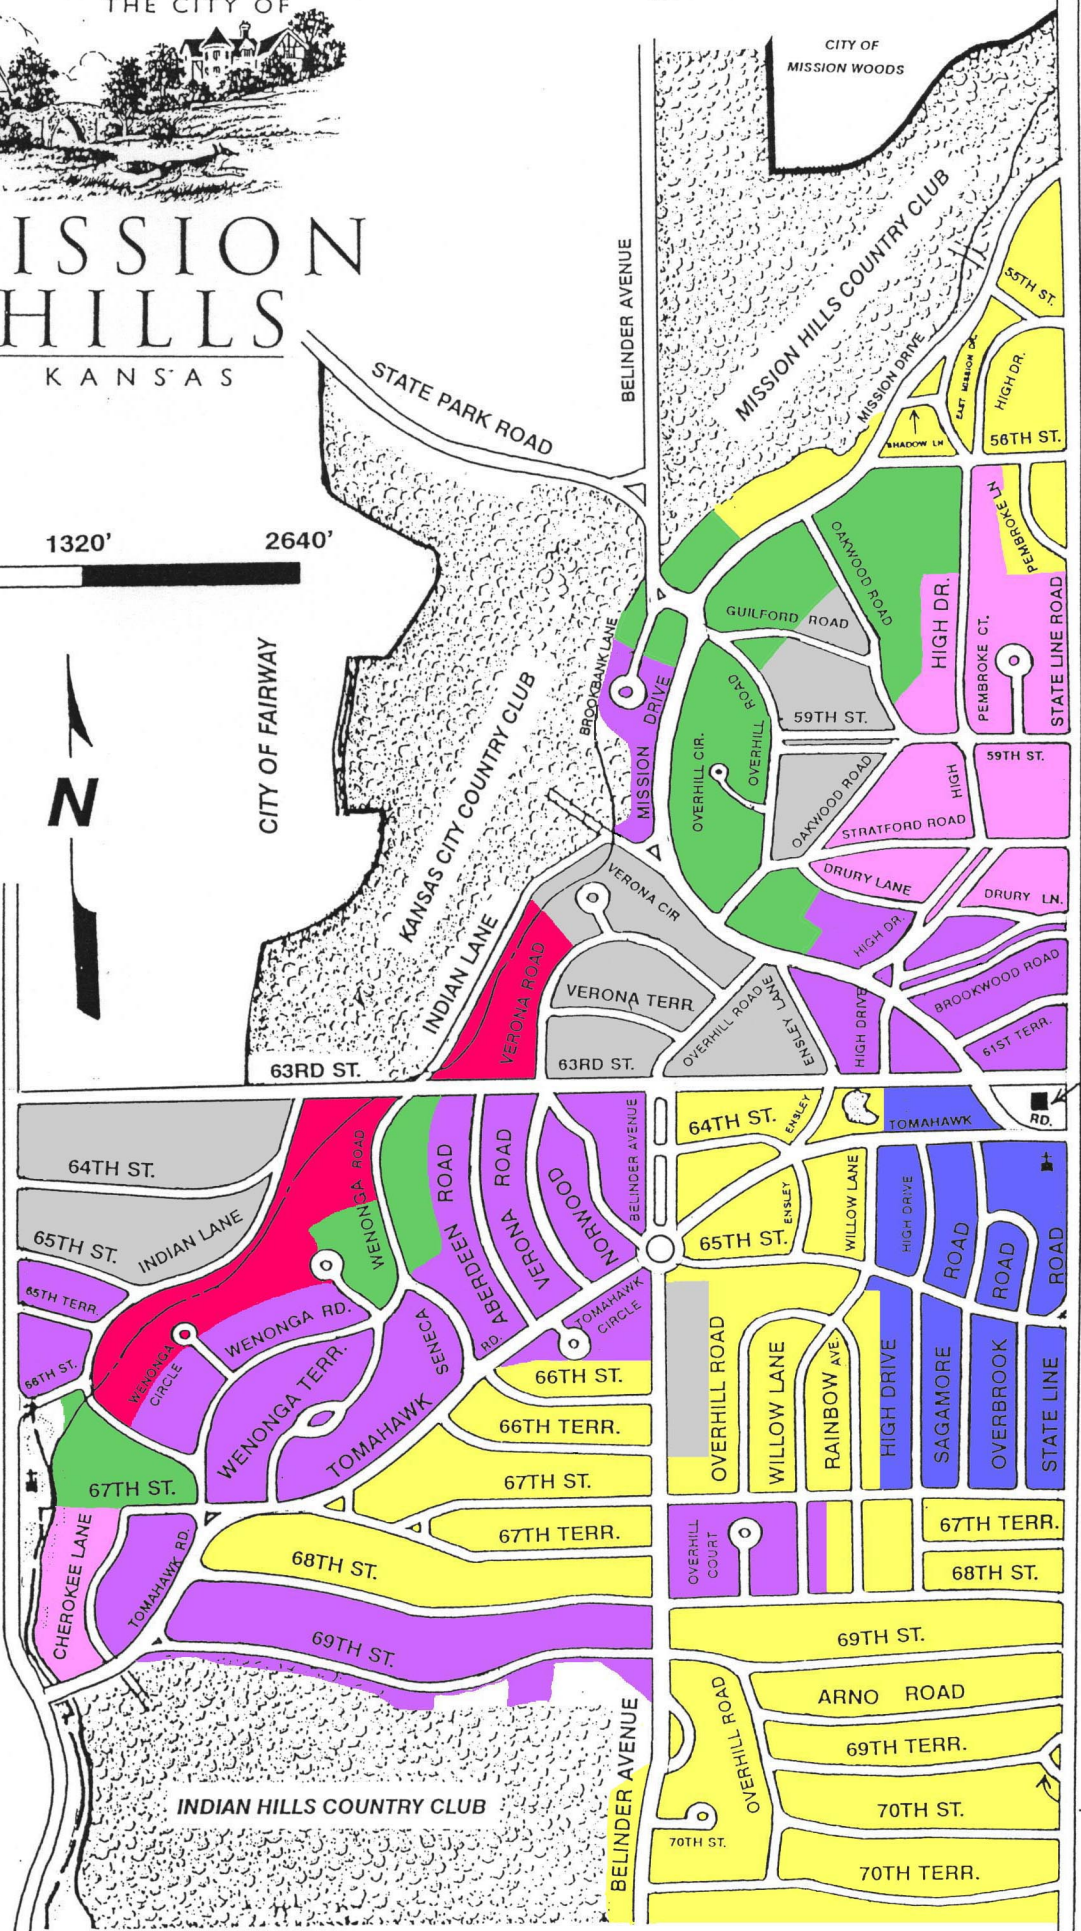 THE CITY OF
ISSION
HILLS
KANSAS
CITY OF
MISSION WOODS
MISSION HILLS COUNTRY CLUB
BELINDER AVENUE
STATE PARK ROAD
MISSION DRIVE
55TH ST.
EAST MISSION DR.
HIGH DR.
SHADOW LN
56TH ST.
1320'
2640'
PEMBROKE LN
OAKWOOD ROAD
GUILFORD ROAD
HIGH DR.
PEMBROKE CT.
STATE LINE ROAD
N
CITY OF FAIRWAY
BROOKBANK LANE
KANSAS CITY COUNTRY CLUB
MISSION DRIVE
OVERHILL CIR.
OVERHILL ROAD
59TH ST.
59TH ST.
OAKWOOD ROAD
HIGH
STRATFORD ROAD
DRURY LANE
DRURY LN.
VERONA CIR
HIGH DR.
INDIAN LANE
VERONA ROAD
VERONA TERR.
OVERHILL ROAD
ENSLEY LANE
HIGH DRIVE
BROOKWOOD ROAD
61ST TERR.
63RD ST.
63RD ST.
64TH ST.
ENSLEY
TOMAHAWK
RD.
64TH ST.
WENONGA ROAD
ROAD
ROAD
BELINDER AVENUE
65TH ST.
INDIAN LANE
WENONGA
ABERDEEN
VERONA
NORWOOD
65TH ST.
ENSLEY
WILLOW LANE
HIGH DRIVE
ROAD
ROAD
ROAD
65TH TERR.
WENONGA RD.
TOMAHAWK
CIRCLE
66TH ST.
WENONGA
CIRCLE
WENONGA TERR.
SENECA
RD.
TOMAHAWK
66TH ST.
66TH TERR.
67TH ST.
OVERHILL ROAD
WILLOW LANE
RAINBOW AVE.
HIGH DRIVE
SAGAMORE
OVERBROOK
STATE LINE
67TH ST.
67TH TERR.
67TH TERR.
OVERHILL
COURT
68TH ST.
68TH ST.
CHEROKEE LANE
TOMAHAWK RD.
69TH ST.
69TH ST.
OVERHILL ROAD
ARNO ROAD
69TH TERR.
BELINDER AVENUE
INDIAN HILLS COUNTRY CLUB
70TH ST.
70TH ST.
70TH TERR.